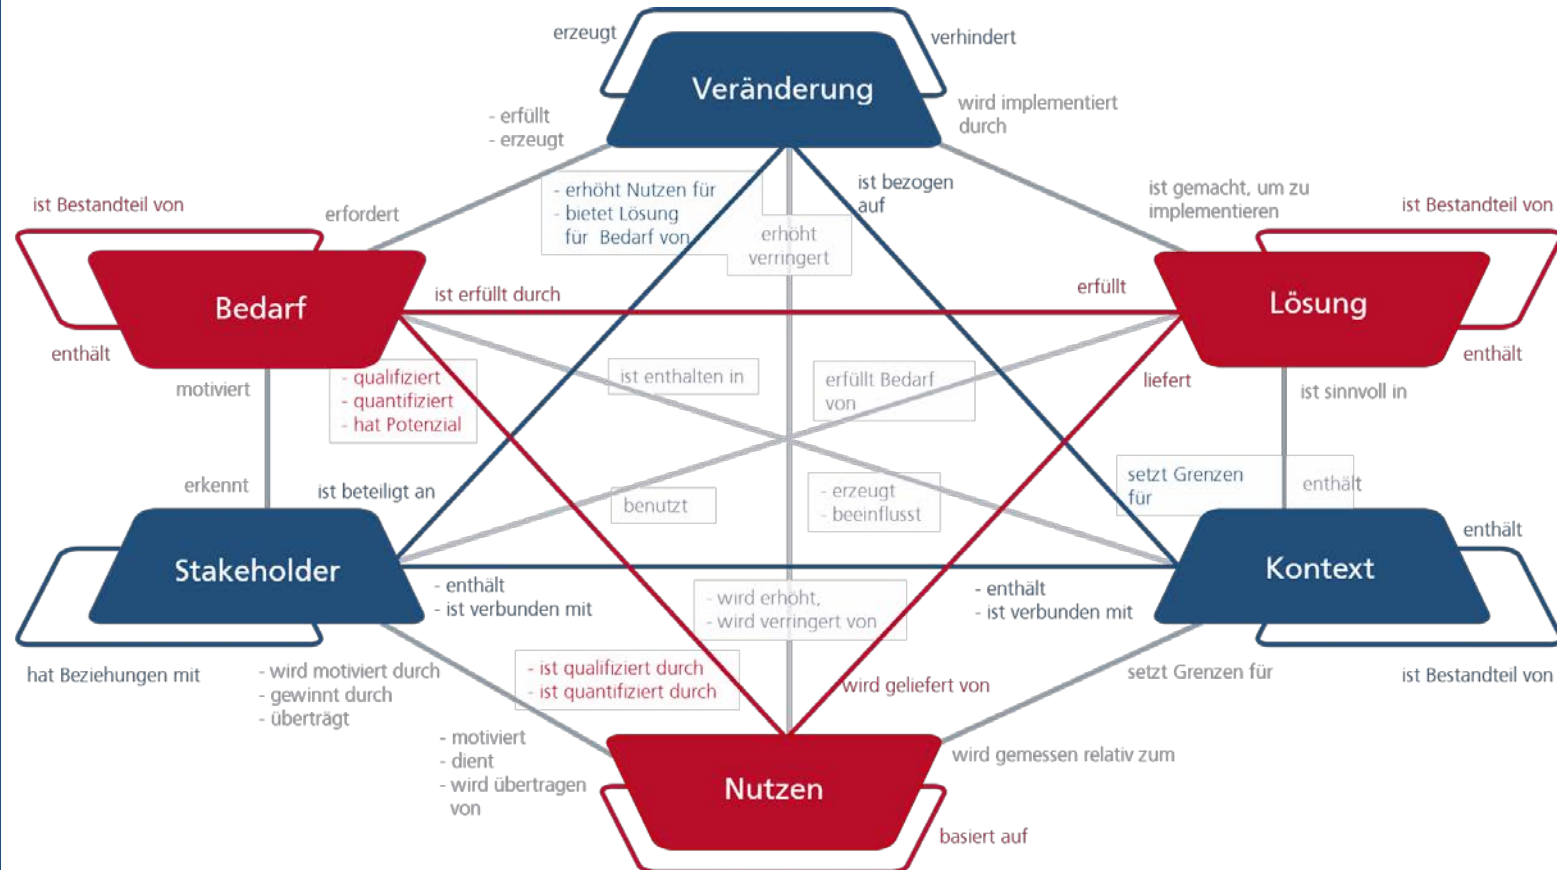 erzeugt
verhindert
Veränderung
- erfüllt
- erzeugt
wird implementiert
durch
- erhöht Nutzen für
- bietet Lösung
für Bedarf von
ist bezogen
auf
ist gemacht, um zu
implementieren
ist Bestandteil von
erfordert
erhöht
verringert
ist Bestandteil von
Bedarf
ist erfüllt durch
erfüllt
Lösung
enthält
motiviert
- qualifiziert
- quantifiziert
- hat Potenzial
ist enthalten in
erfüllt Bedarf
von
liefert
ist sinnvoll in
enthält
erkennt
ist beteiligt an
benutzt
- erzeugt
- beeinflusst
setzt Grenzen
für
enthält
Stakeholder
- enthält
- ist verbunden mit
- enthält
- ist verbunden mit
Kontext
enthält
- wird erhöht,
- wird verringert von
hat Beziehungen mit
- wird motiviert durch
- gewinnt durch
- überträgt
- ist qualifiziert durch
- ist quantifiziert durch
wird geliefert von
setzt Grenzen für
ist Bestandteil von
- motiviert
- dient
- wird übertragen
von
Nutzen
wird gemessen relativ zum
basiert auf